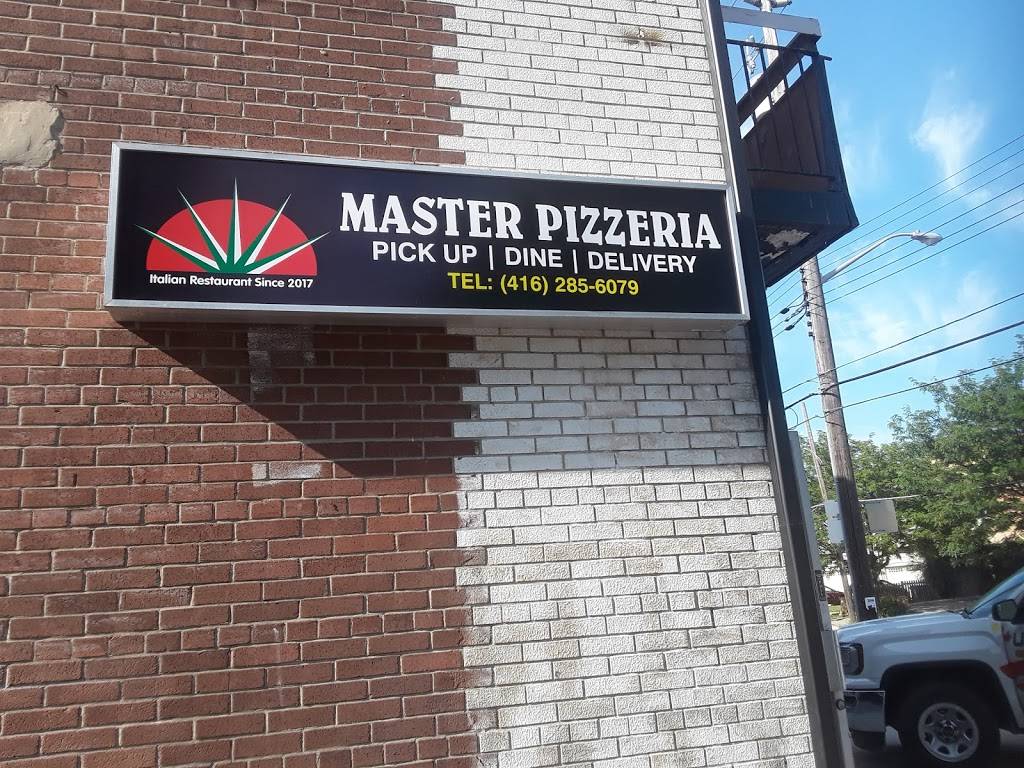 MASTER PIZZERIA
PICK UP | DINE | DELIVERY
TEL: (416) 285-6079
Italian Restaurant Since 2017